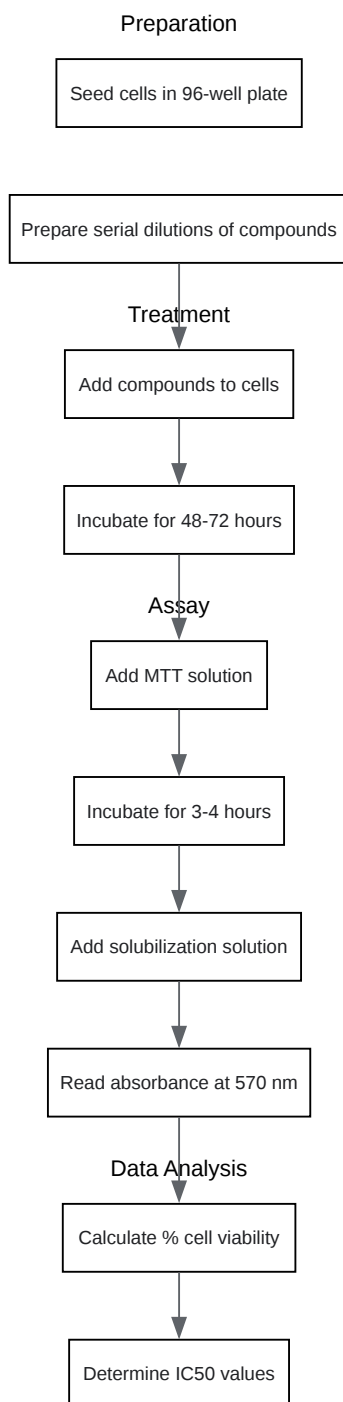 Preparation
Seed cells in 96-well plate
Prepare serial dilutions of compounds
Treatment
Add compounds to cells
Incubate for 48-72 hours
Assay
Add MTT solution
Incubate for 3-4 hours
Add solubilization solution
Read absorbance at 570 nm
Data Analysis
Calculate % cell viability
Determine IC50 values